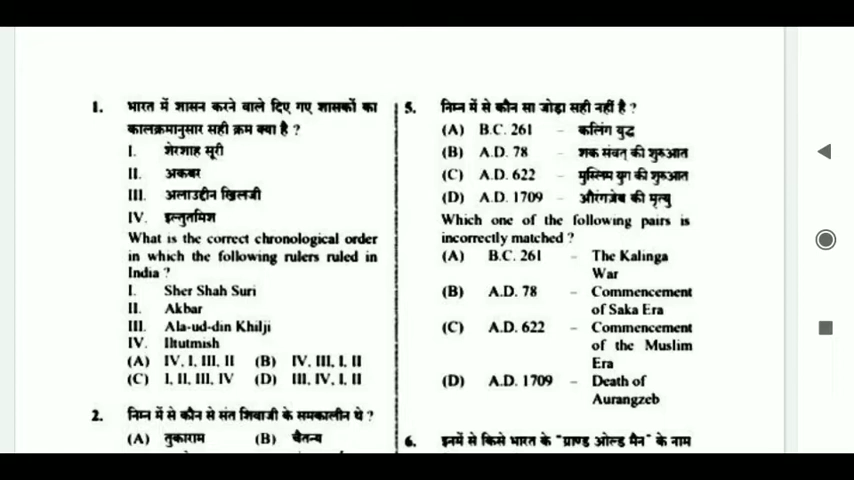 1. भारत में शासन करने वाले दिए गए शासकों का
कालक्रमानुसार सही क्रम क्या है ?
I. शेरशाह सूरी
II. अकबर
III. अलाउद्दीन खिलजी
IV. इल्तुतमिश
What is the correct chronological order
in which the following rulers ruled in
India ?
I. Sher Shah Suri
II. Akbar
III. Ala-ud-din Khilji
IV. Iltutmish
(A) IV, I, III, II (B) IV, III, I, II
(C) I, II, III, IV (D) III, IV, I, II
2. निम्न में से कौन से संत शिवाजी के समकालीन थे ?
(A) तुकाराम (B) चैतन्य
5. निम्न में से कौन सा जोड़ा सही नहीं है ?
(A) B.C. 261 – कलिंग युद्ध
(B) A.D. 78 – शक संवत् की शुरुआत
(C) A.D. 622 – मुस्लिम युग की शुरुआत
(D) A.D. 1709 – औरंगज़ेब की मृत्यु
Which one of the following pairs is
incorrectly matched ?
(A) B.C. 261 – The Kalinga
War
(B) A.D. 78 – Commencement
of Saka Era
(C) A.D. 622 – Commencement
of the Muslim
Era
(D) A.D. 1709 – Death of
Aurangzeb
6. इनमें से किसे भारत के "ग्राण्ड ओल्ड मैन" के नाम